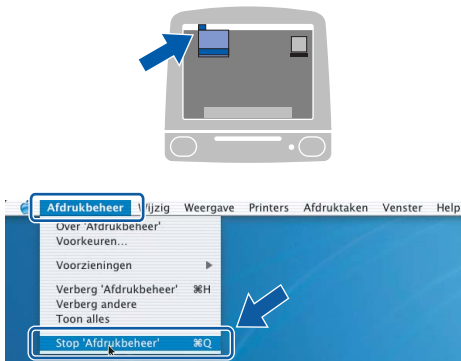 Afdrukbeheer Wijzig Weergave Printers Afdruktaken Venster Help
Over 'Afdrukbeheer'
Voorkeuren...
Voorzieningen ▶
Verberg 'Afdrukbeheer' ⌘H
Verberg andere
Toon alles
Stop 'Afdrukbeheer' ⌘Q